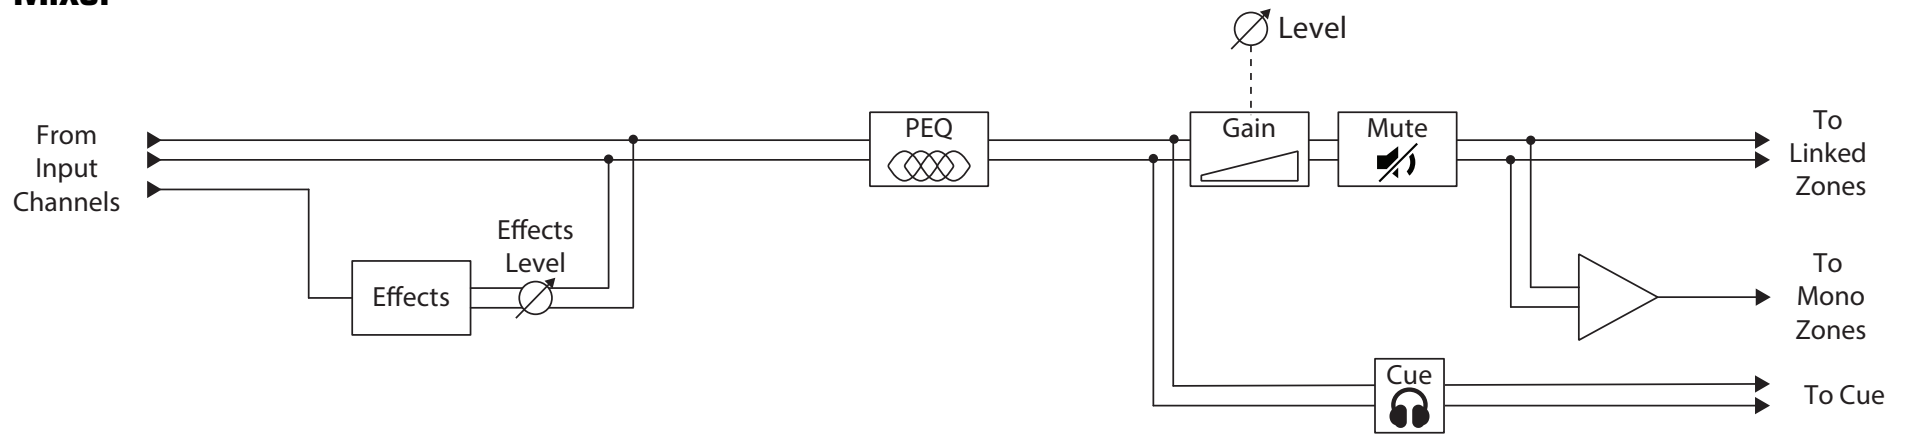 Mixer
Level
From
Input
Channels
PEQ
Gain
Mute
To
Linked
Zones
Effects
Level
Effects
To
Mono
Zones
Cue
To Cue